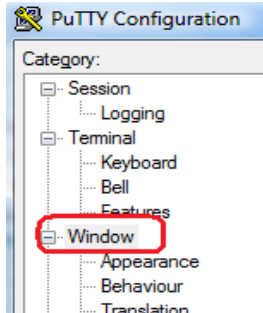 PuTTY Configuration
Category:
Session
Logging
Terminal
Keyboard
Bell
Features
Window
Appearance
Behaviour
Translation